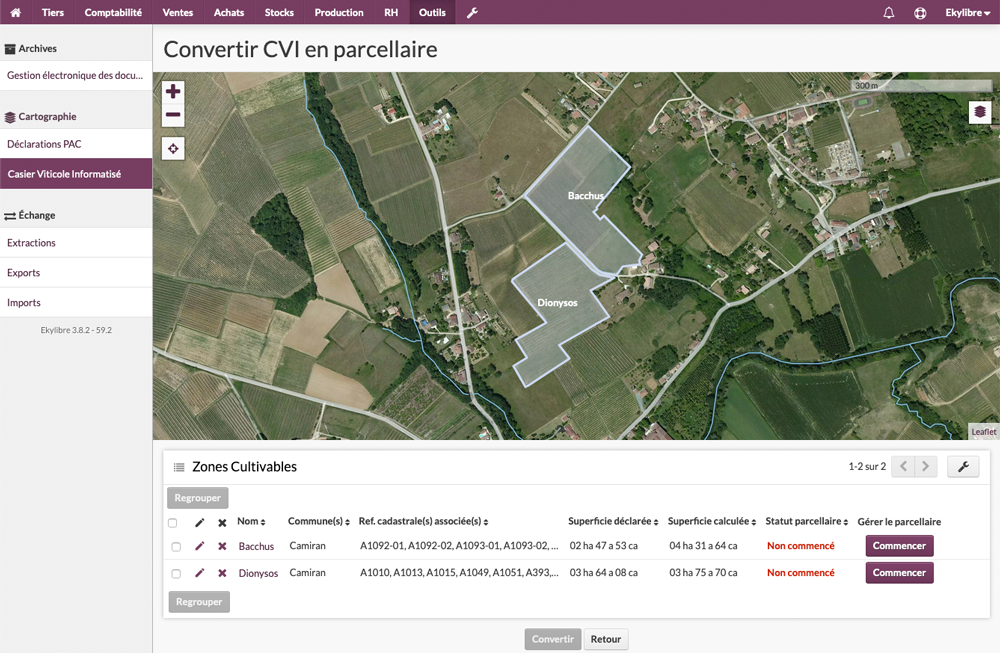 Tiers Comptabilité Ventes Achats Stocks Production RH Outils Ekylibre
Archives
Gestion électronique des docu...
Cartographie
Déclarations PAC
Casier Viticole Informatisé
Échange
Extractions
Exports
Imports
Ekylibre 3.8.2 - 59.2
Convertir CVI en parcellaire
300 m
Bacchus
Dionysos
Leaflet
Zones Cultivables
1-2 sur 2
Regrouper
Nom Commune(s) Ref. cadastrale(s) associée(s) Superficie déclarée Superficie calculée Statut parcellaire Gérer le parcellaire
Bacchus Camiran A1092-01, A1092-02, A1093-01, A1093-02, ... 02 ha 47 a 53 ca 04 ha 31 a 64 ca Non commencé Commencer
Dionysos Camiran A1010, A1013, A1015, A1049, A1051, A393,... 03 ha 64 a 08 ca 03 ha 75 a 70 ca Non commencé Commencer
Regrouper
Convertir Retour